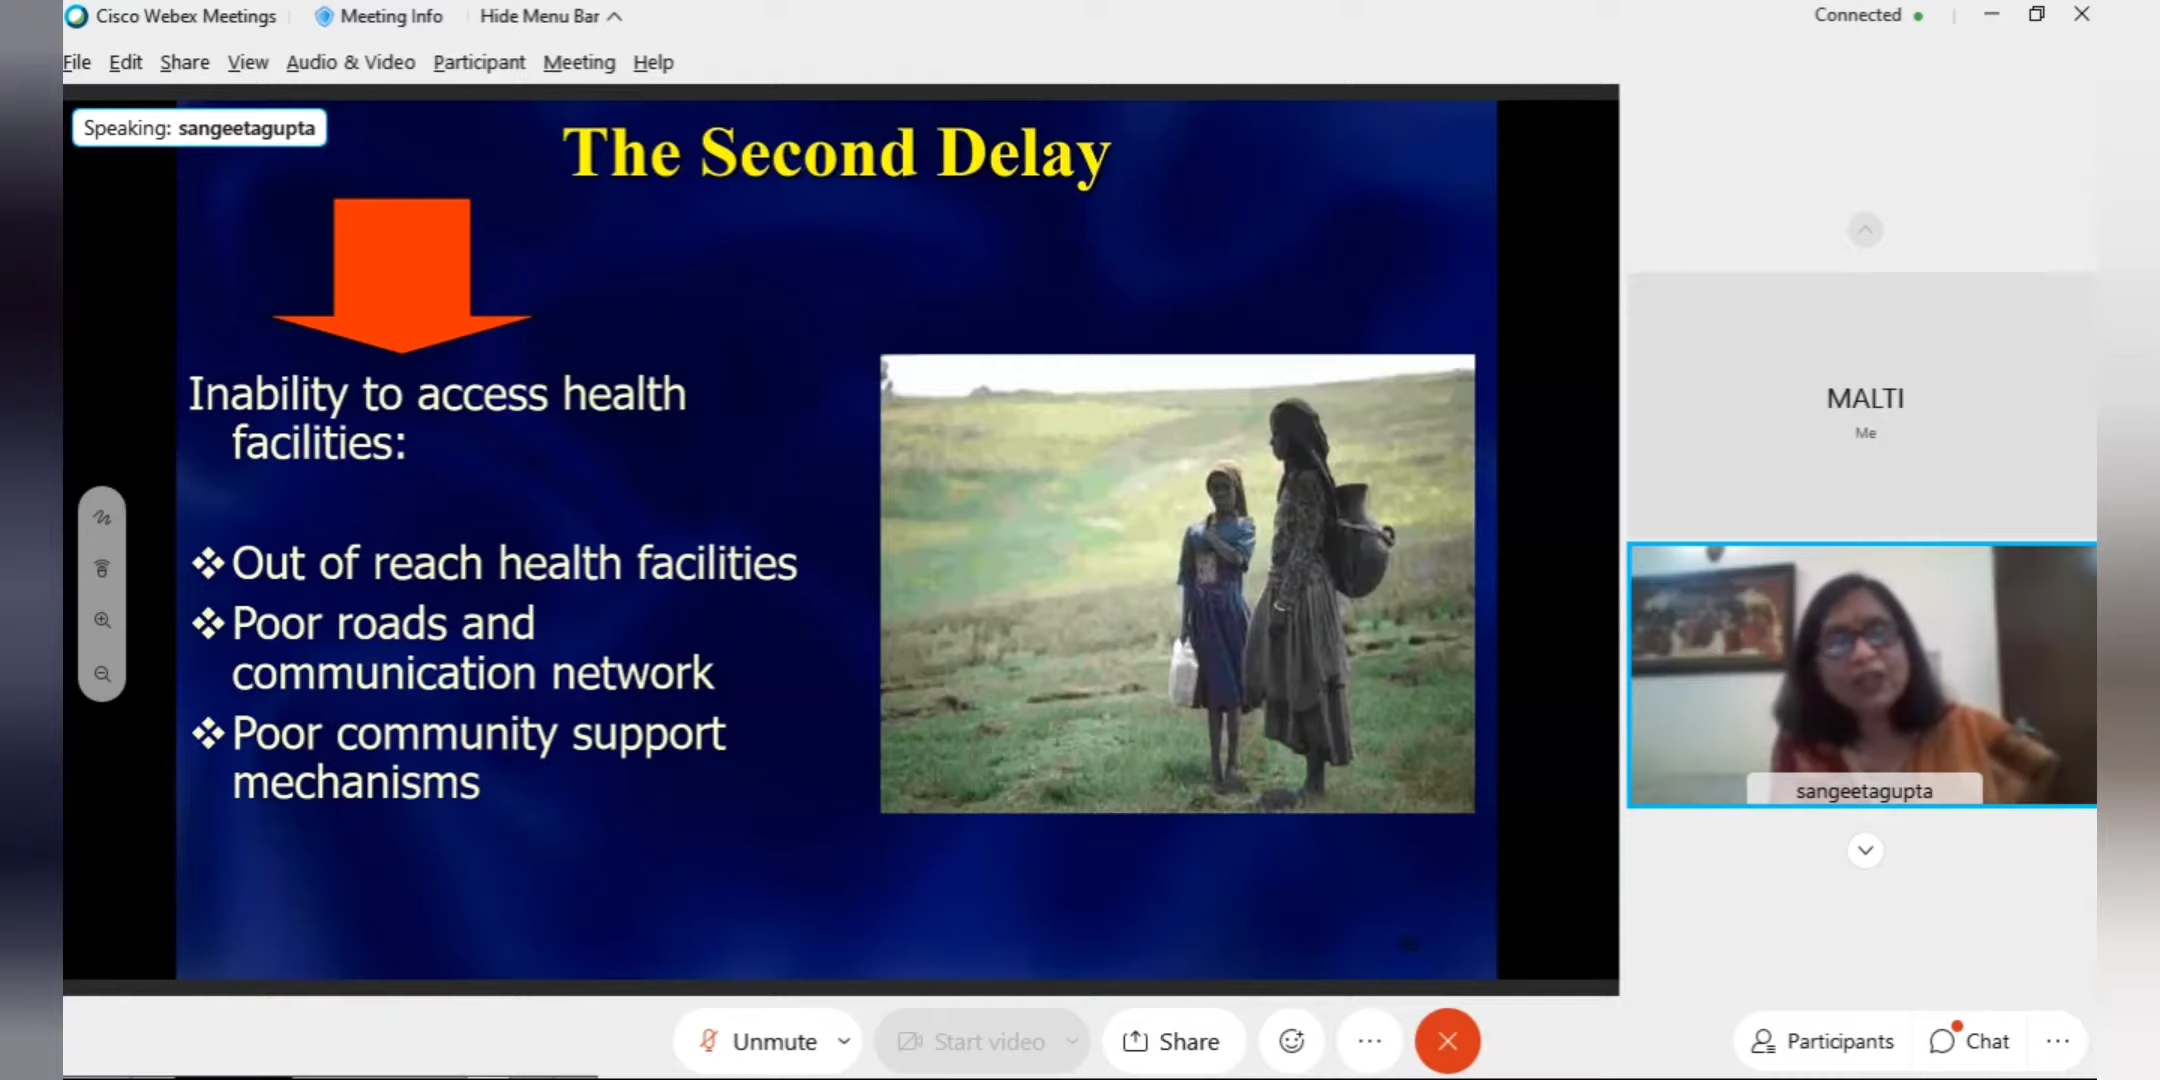 Cisco Webex Meetings
Meeting Info
Hide Menu Bar
Connected
File Edit Share View Audio & Video Participant Meeting Help
Speaking: sangeetagupta
The Second Delay
Inability to access health
facilities:
❖Out of reach health facilities
❖Poor roads and
communication network
❖Poor community support
mechanisms
MALTI
Me
sangeetagupta
Unmute
Start video
Share
Participants
Chat